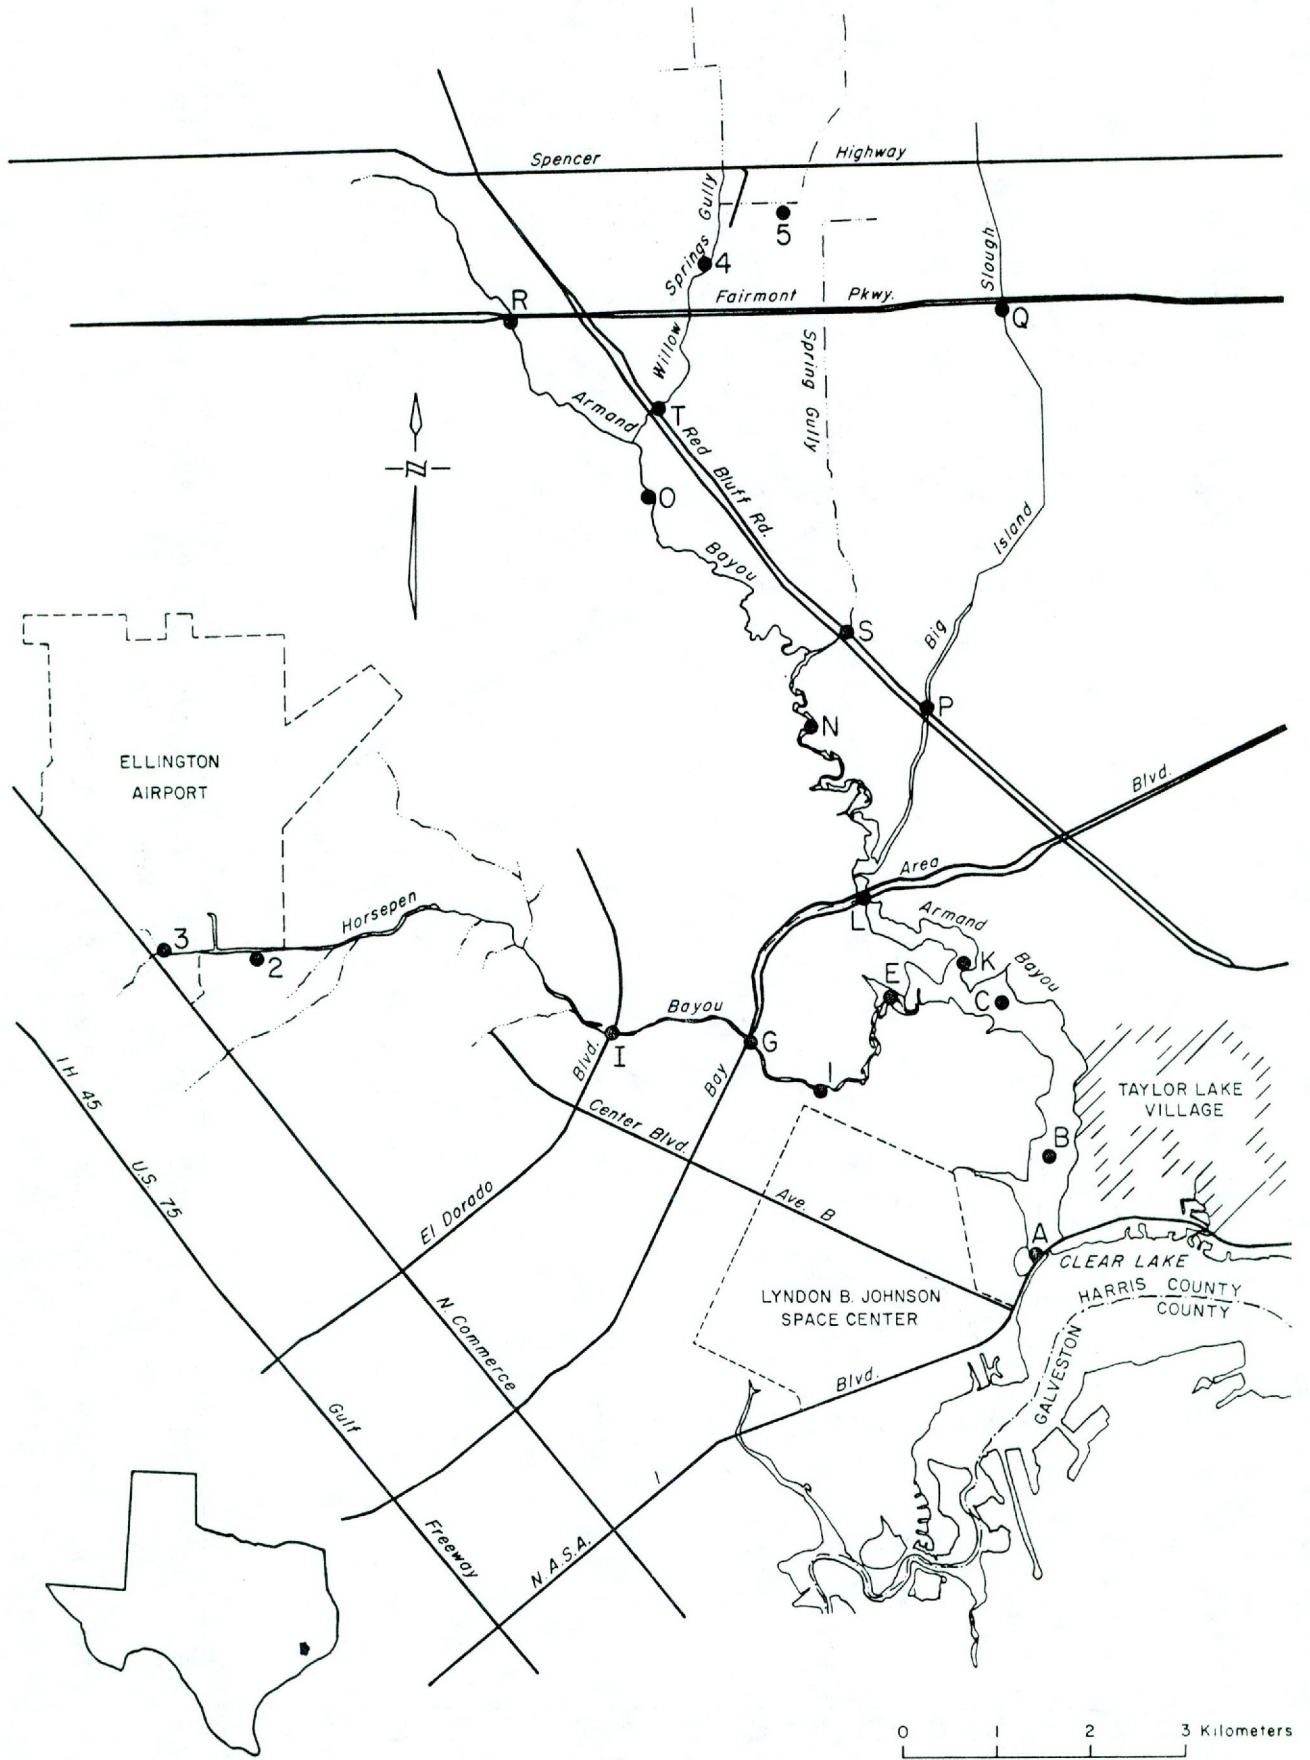 Spencer Highway
Willow Springs Gully
5
4
Slough
R
Fairmont Pkwy.
Q
Armand
T
Spring Gully
Red Bluff Rd.
N
O
Bayou
Island
S
Big
P
N
ELLINGTON
AIRPORT
Blvd.
Area
Horsepen
L
Armand
3
2
K
Bayou
E
C
Bayou
I
G
Blvd.
Bay
1
IH 45
TAYLOR LAKE
VILLAGE
Center Blvd.
B
U.S. 75
El Dorado
Ave. B
A
CLEAR LAKE
HARRIS COUNTY
COUNTY
GALVESTON
LYNDON B. JOHNSON
SPACE CENTER
N. Commerce
Blvd.
Gulf
1
Freeway
N.A.S.A.
0 1 2 3 Kilometers